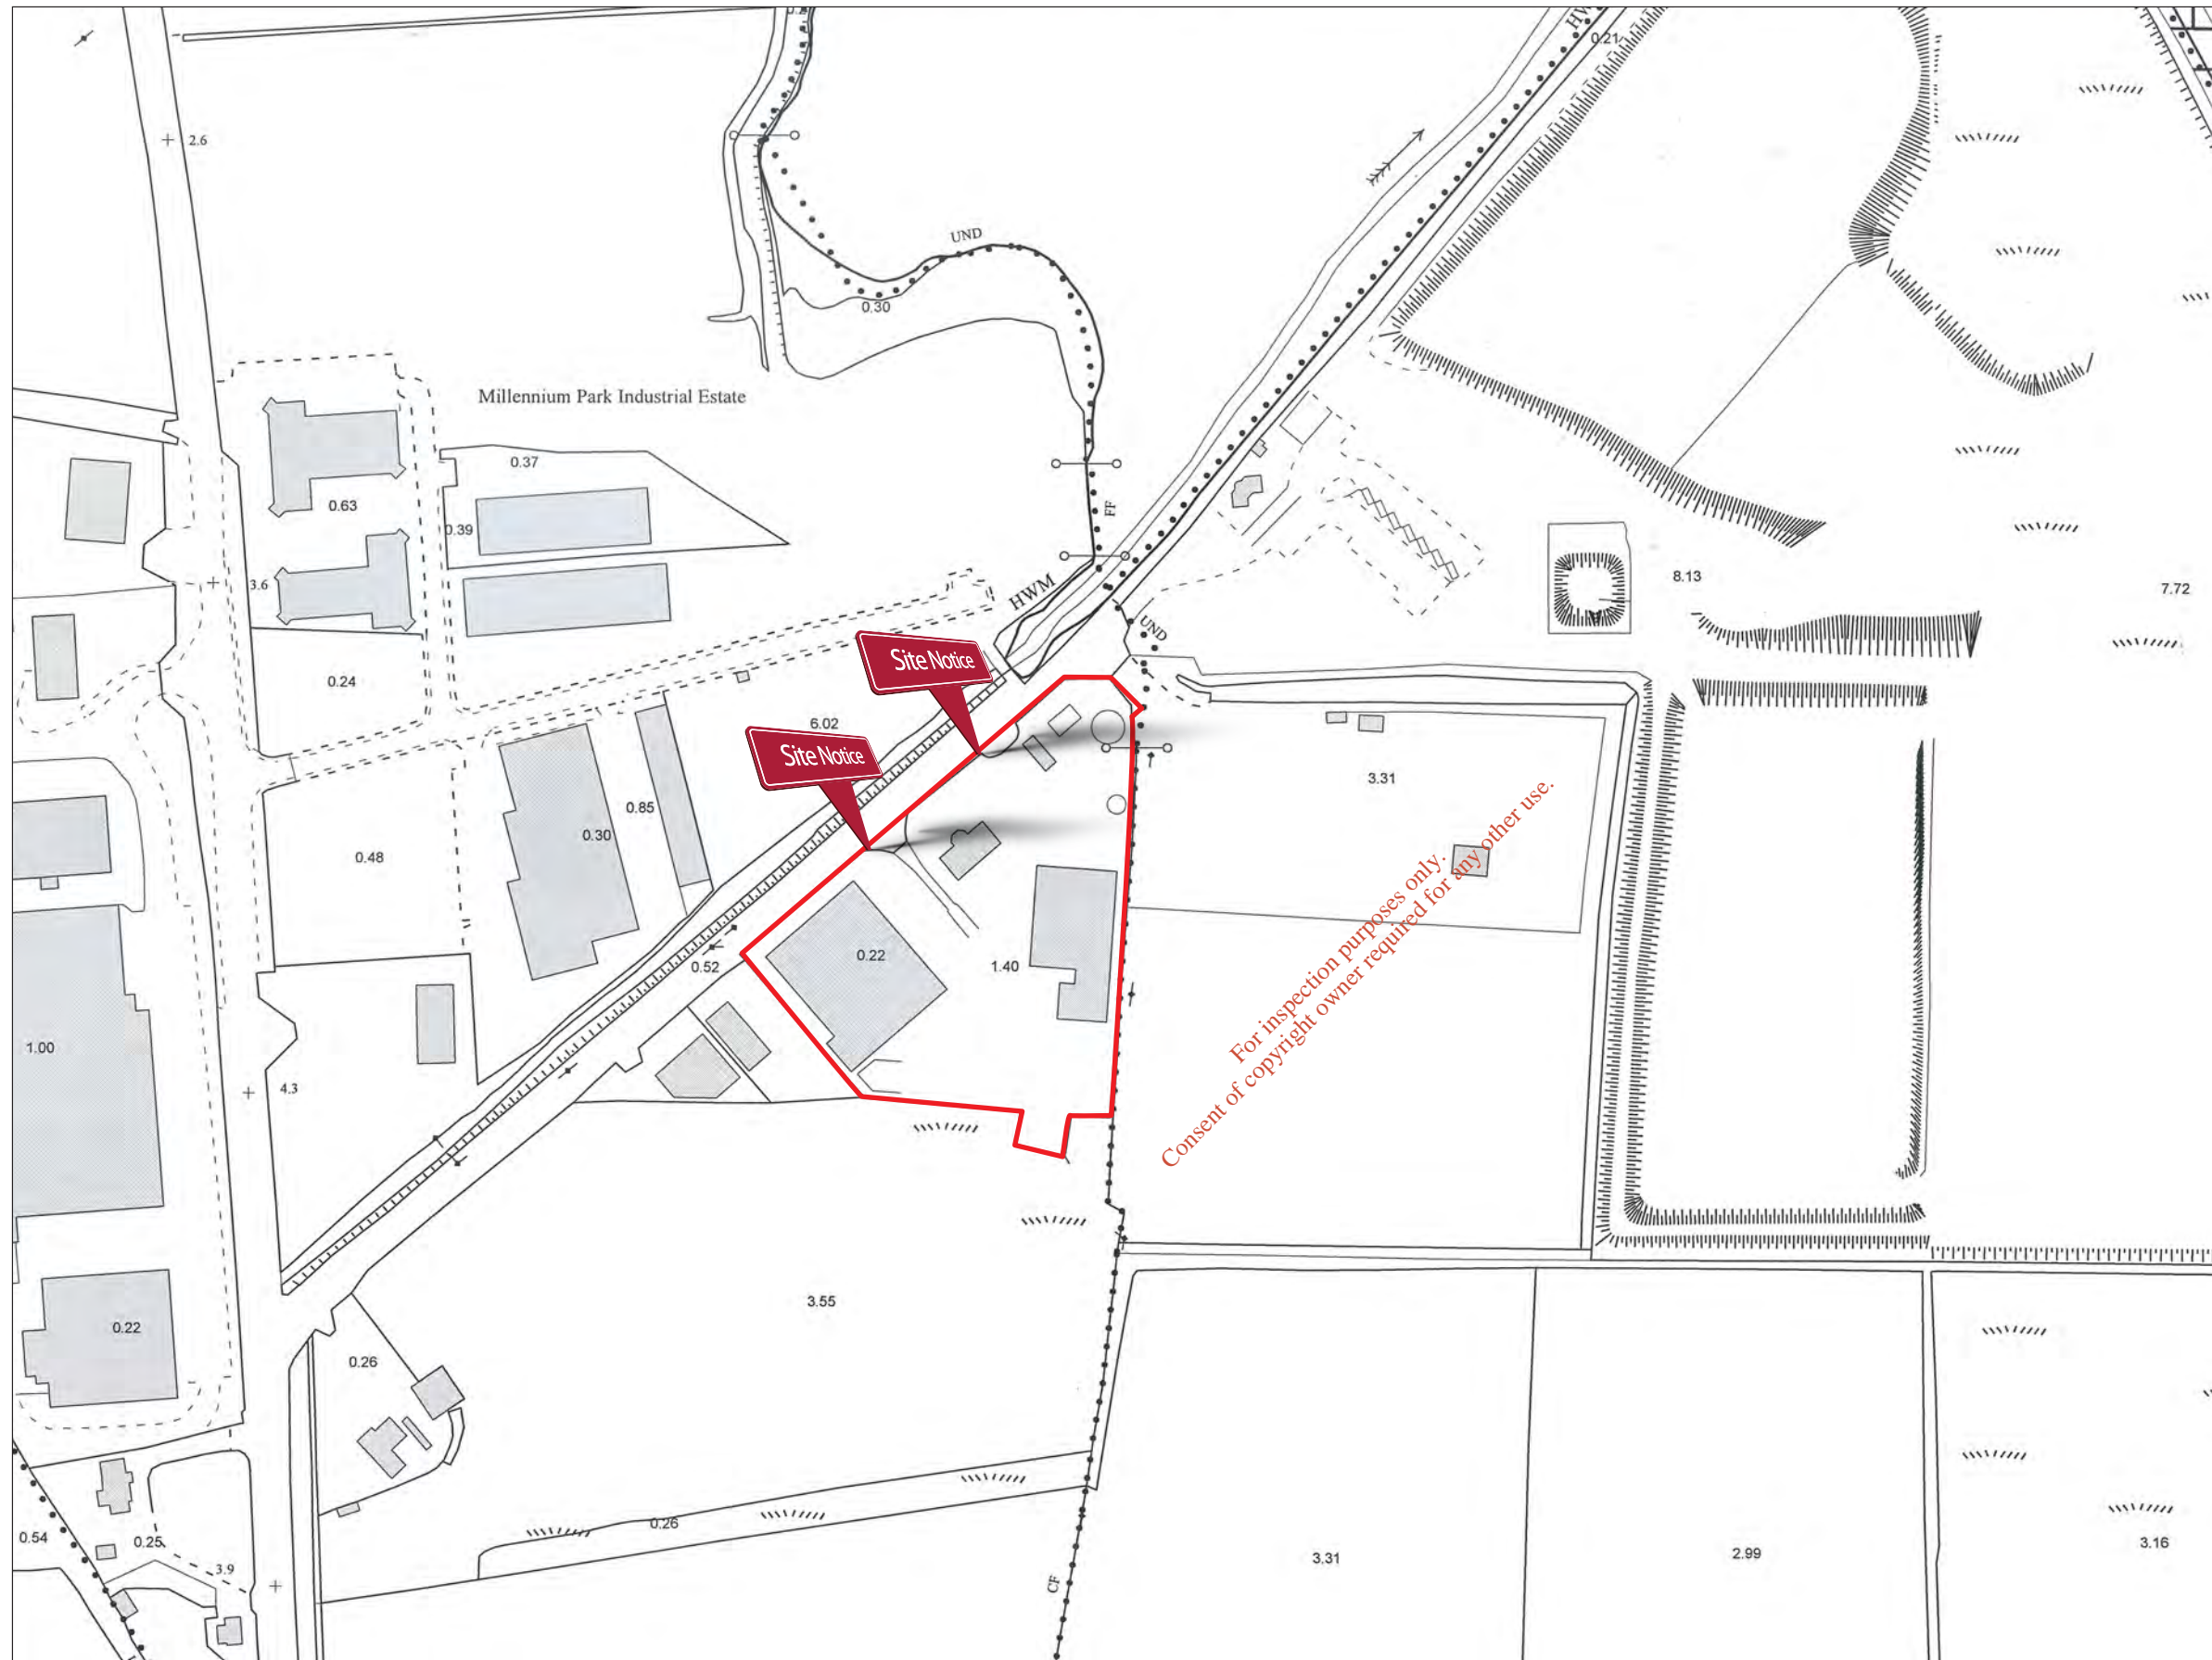 HW
0.21
2.6
UND
0.30
Millennium Park Industrial Estate
0.37
0.63
0.39
FF
3.6
HWM
8.13
7.72
UND
0.24
Site Notice
6.02
Site Notice
3.31
0.85
0.30
0.48
0.22
0.52
1.40
For inspection purposes only.
Consent of copyright owner required for any other use.
1.00
4.3
3.55
0.22
0.26
0.26
0.54
0.25
3.9
3.31
2.99
3.16
CF